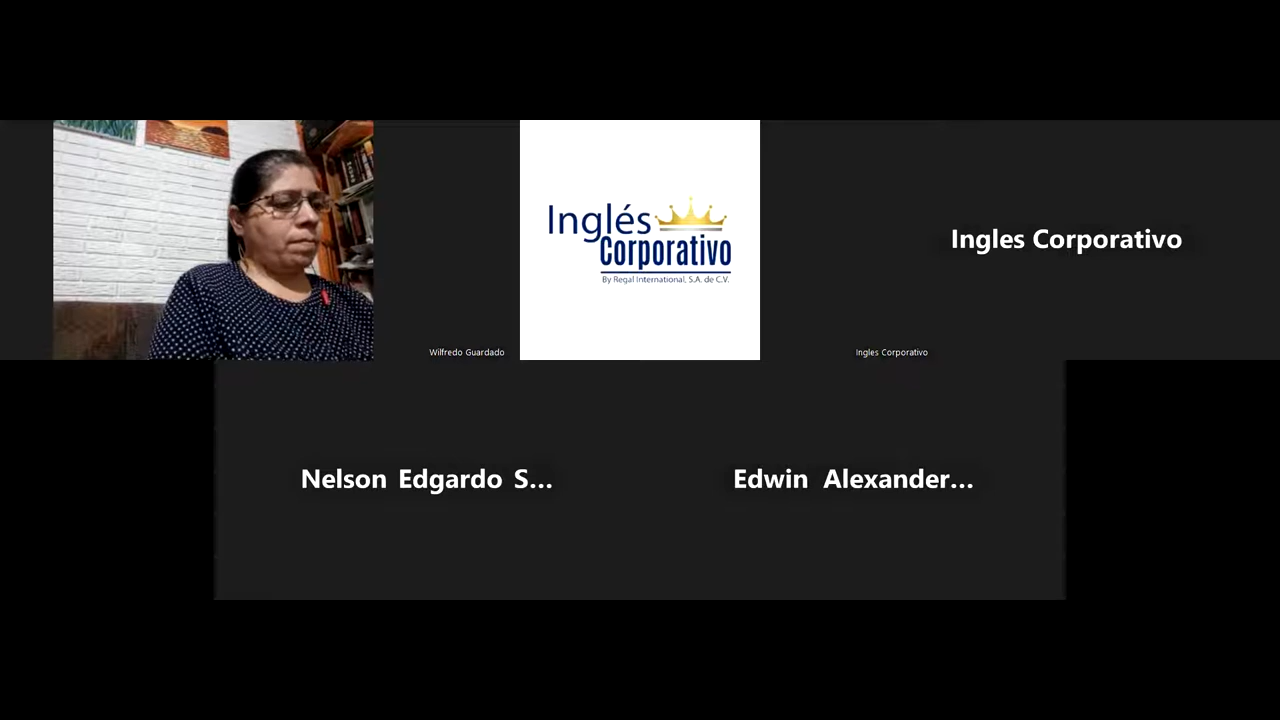 Inglés
Corporativo
By Regal International, S.A. de C.V.
Ingles Corporativo
Wilfredo Guardado
Ingles Corporativo
Nelson Edgardo S...
Edwin Alexander...